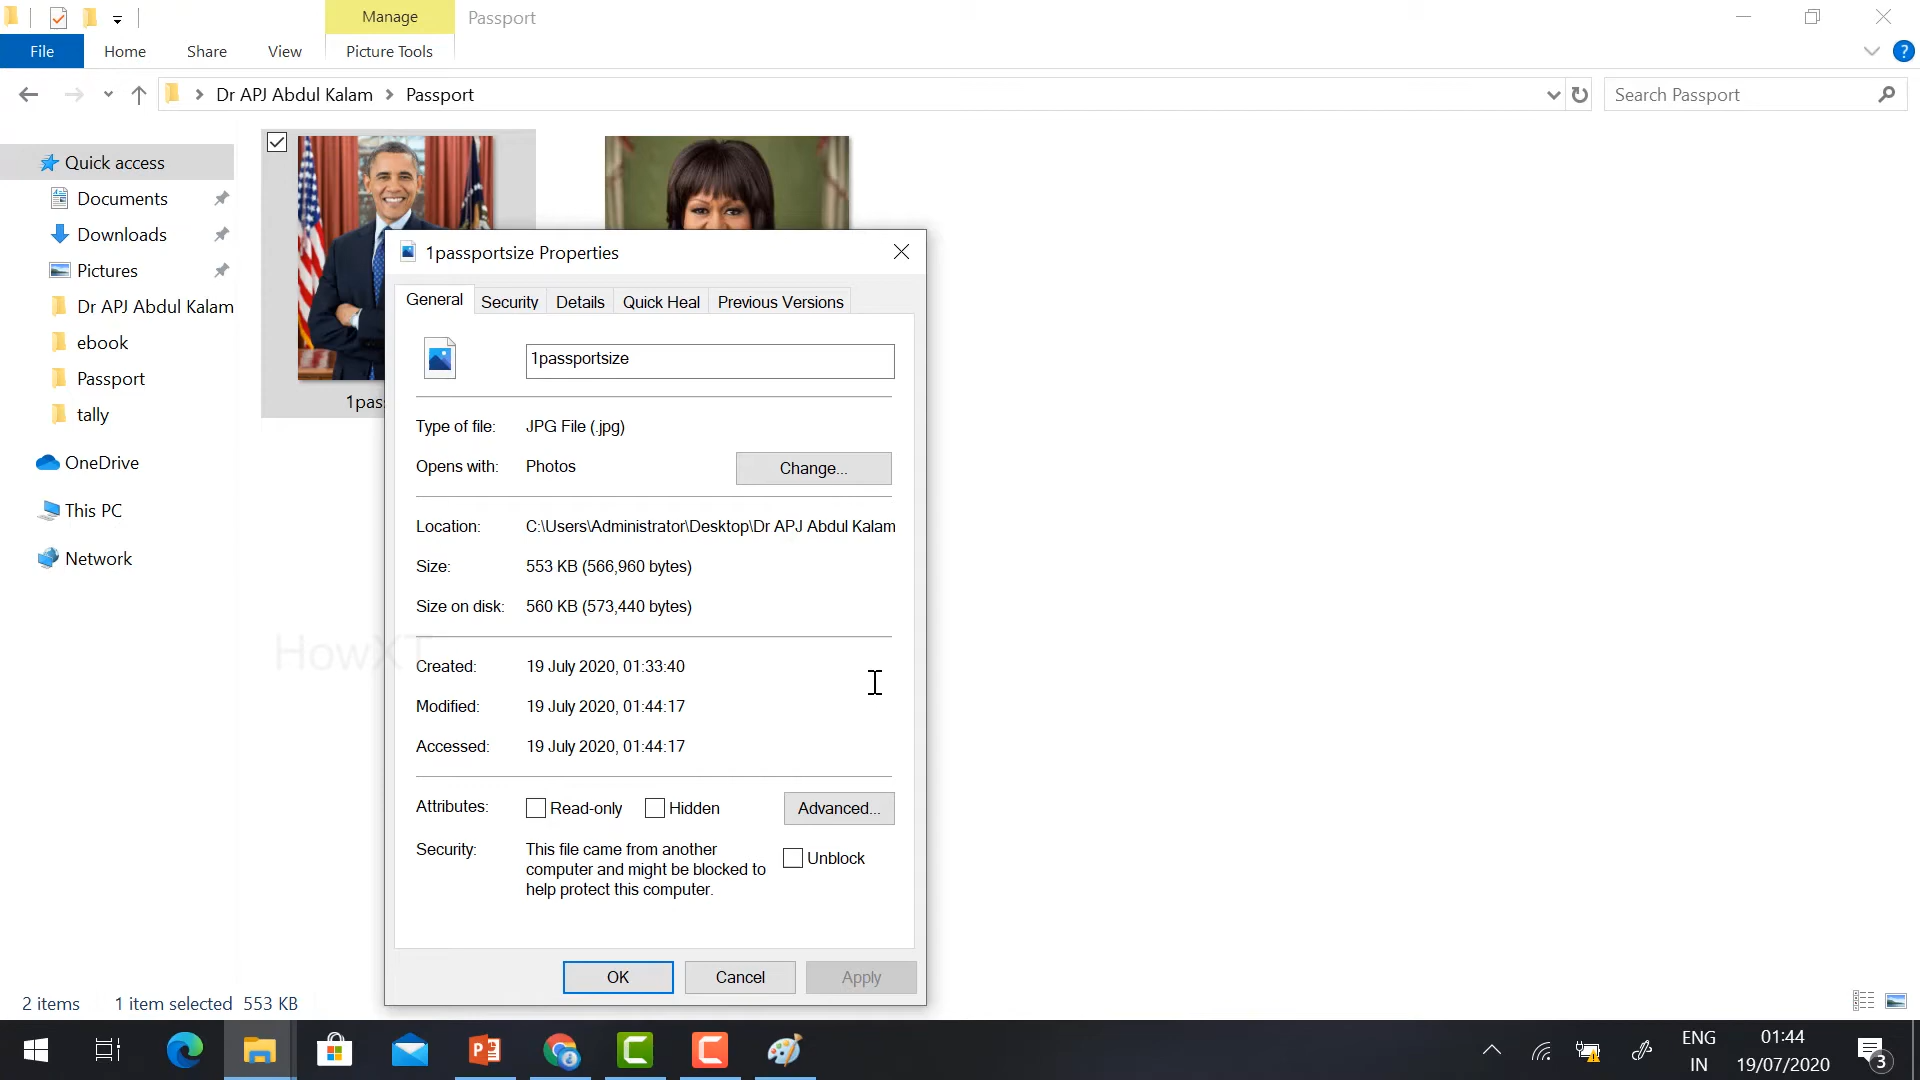 Manage
Passport
File
Home
Share
View
Picture Tools
?
Dr APJ Abdul Kalam
Passport
Search Passport
Quick access
Documents
Downloads
Pictures
Dr APJ Abdul Kalam
ebook
Passport
tally
OneDrive
This PC
Network
1pas
1passportsize Properties
General
Security
Details
Quick Heal
Previous Versions
1passportsize
Type of file: JPG File (.jpg)
Opens with: Photos
Change...
Location: C:\Users\Administrator\Desktop\Dr APJ Abdul Kalam
Size: 553 KB (566,960 bytes)
Size on disk: 560 KB (573,440 bytes)
HowXT
Created: 19 July 2020, 01:33:40
Modified: 19 July 2020, 01:44:17
Accessed: 19 July 2020, 01:44:17
Attributes: Read-only Hidden Advanced...
Security: This file came from another
computer and might be blocked to
help protect this computer.
Unblock
OK
Cancel
Apply
2 items 1 item selected 553 KB
ENG
IN
01:44
19/07/2020
3